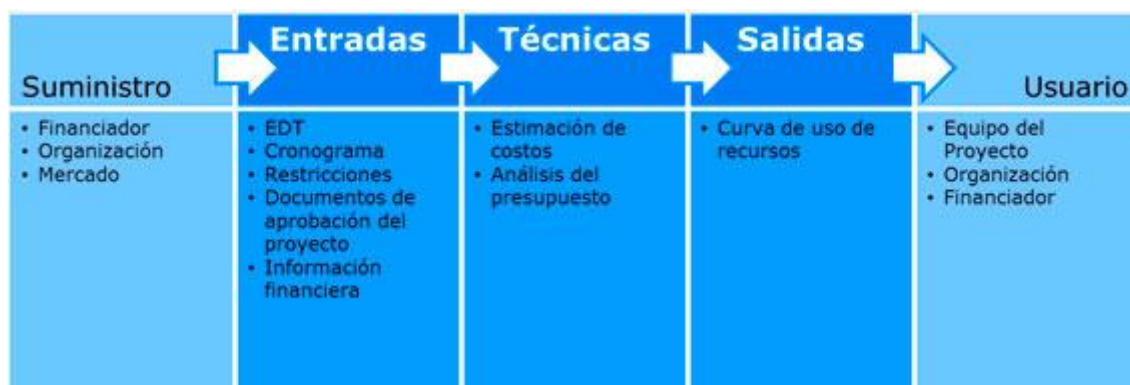 Suministro
Entradas
Técnicas
Salidas
Usuario
• Financiador
• Organización
• Mercado
• EDT
• Cronograma
• Restricciones
• Documentos de
aprobación del
proyecto
• Información
financiera
• Estimación de
costos
• Análisis del
presupuesto
• Curva de uso de
recursos
• Equipo del
Proyecto
• Organización
• Financiador